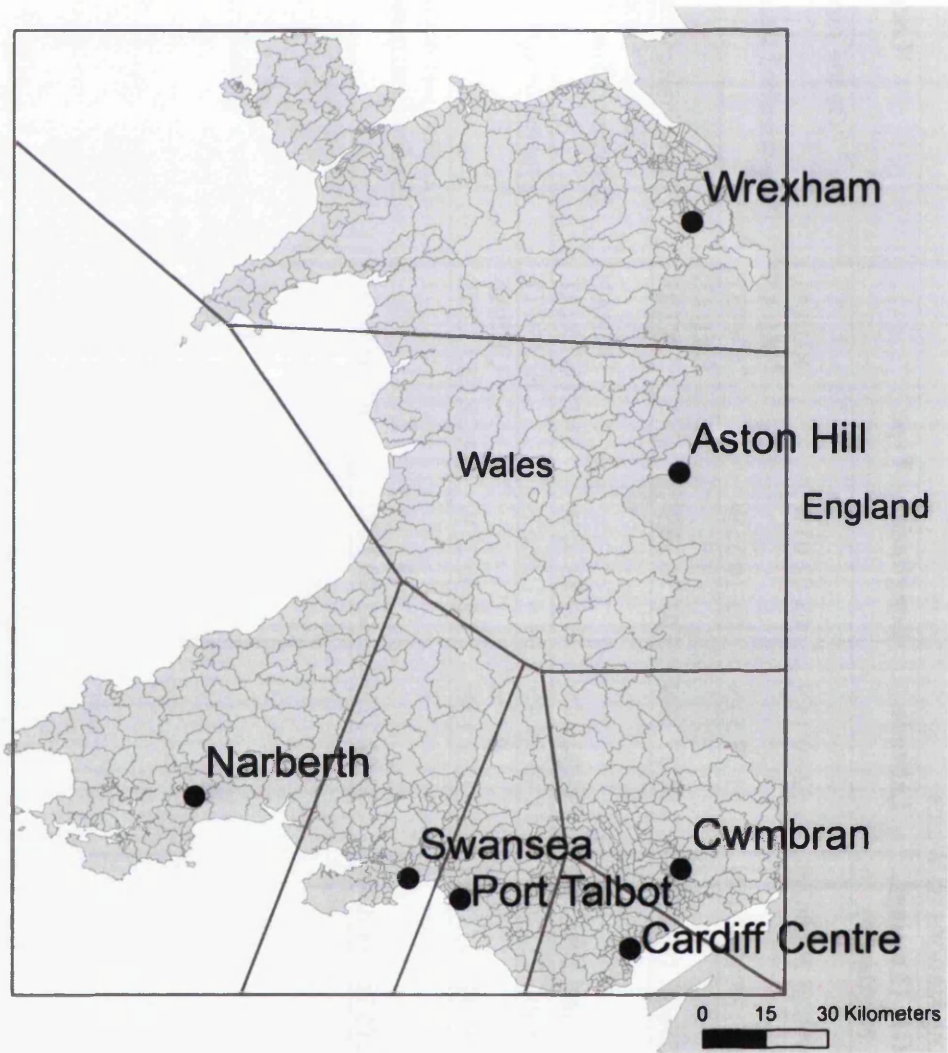 Wrexham
Aston Hill
Wales
England
Narberth
Swansea
Cwmbran
Port Talbot
Cardiff Centre
0 15 30 Kilometers